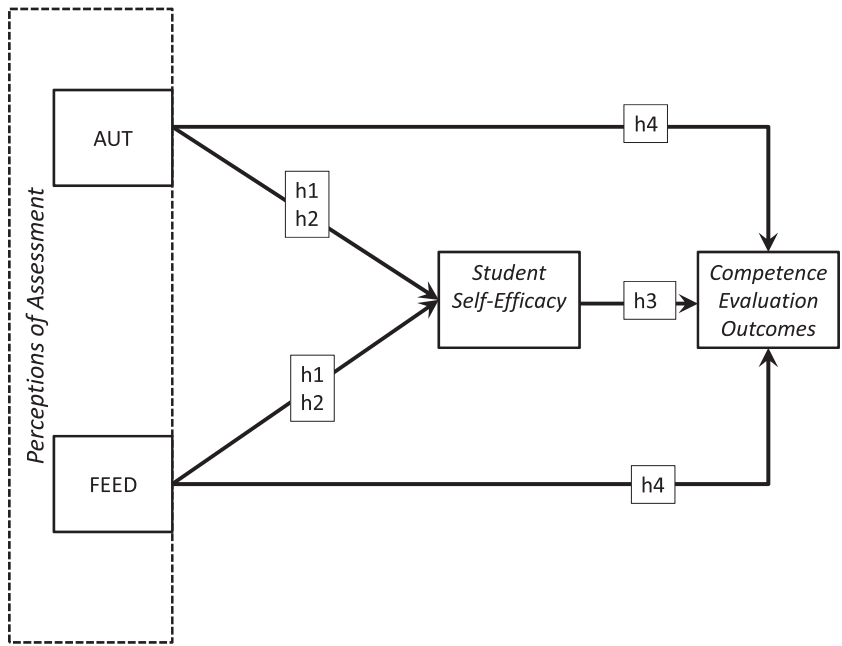 Perceptions of Assessment
AUT
h4
h1
h2
Student
Self-Efficacy
h3
Competence
Evaluation
Outcomes
h1
h2
FEED
h4